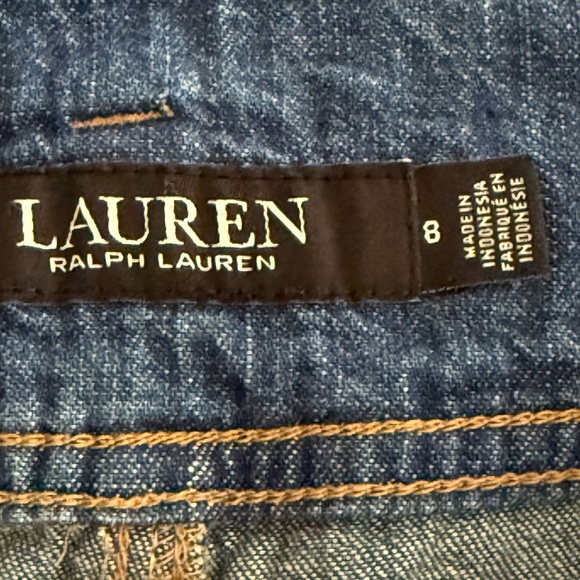 LAUREN
RALPH LAUREN
8
MADE IN
INDONESIA
FABRIQUÉ EN
INDONÉSIE